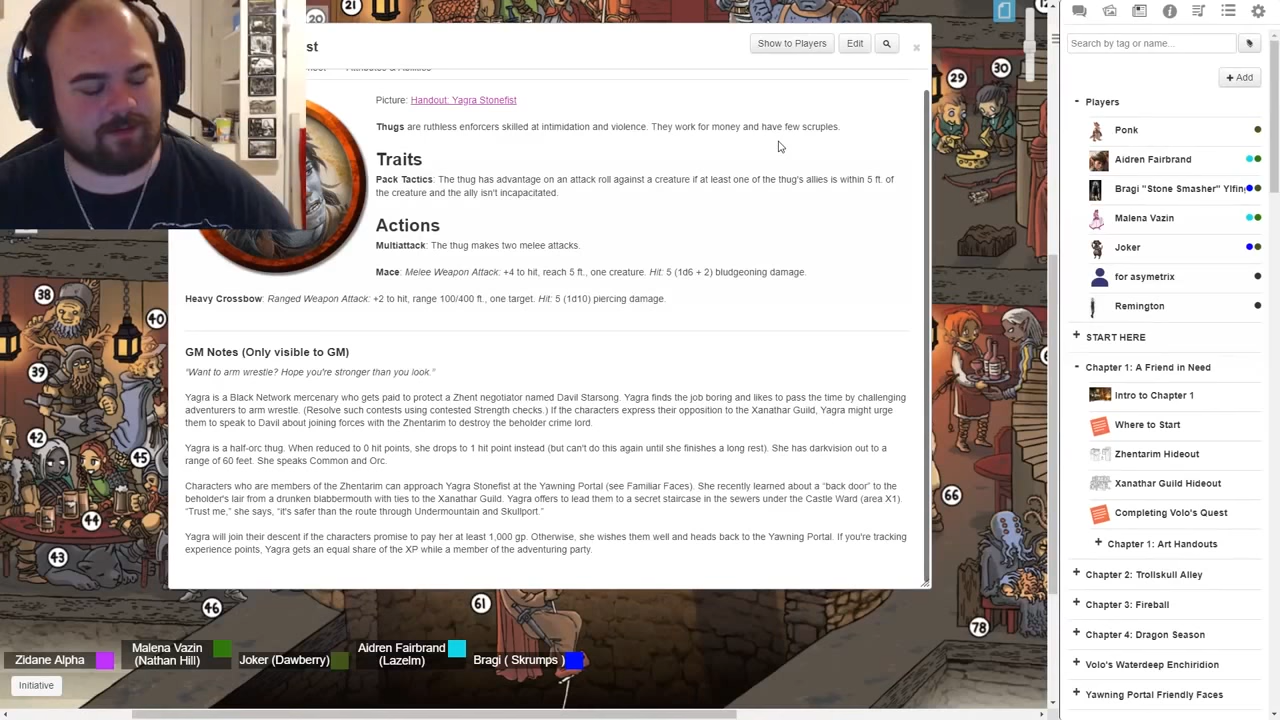 20
21
st
Show to Players
Edit
Picture: Handout: Yagra Stonefist
Thugs are ruthless enforcers skilled at intimidation and violence. They work for money and have few scruples.
Traits
Pack Tactics: The thug has advantage on an attack roll against a creature if at least one of the thug's allies is within 5 ft. of
the creature and the ally isn't incapacitated.
Actions
Multiattack: The thug makes two melee attacks.
Mace: Melee Weapon Attack: +4 to hit, reach 5 ft., one creature. Hit: 5 (1d6 + 2) bludgeoning damage.
Heavy Crossbow: Ranged Weapon Attack: +2 to hit, range 100/400 ft., one target. Hit: 5 (1d10) piercing damage.
GM Notes (Only visible to GM)
"Want to arm wrestle? Hope you're stronger than you look."
Yagra is a Black Network mercenary who gets paid to protect a Zhent negotiator named Davil Starsong. Yagra finds the job boring and likes to pass the time by challenging
adventurers to arm wrestle. (Resolve such contests using contested Strength checks.) If the characters express their opposition to the Xanathar Guild, Yagra might urge
them to speak to Davil about joining forces with the Zhentarim to destroy the beholder crime lord.
Yagra is a half-orc thug. When reduced to 0 hit points, she drops to 1 hit point instead (but can't do this again until she finishes a long rest). She has darkvision out to a
range of 60 feet. She speaks Common and Orc.
Characters who are members of the Zhentarim can approach Yagra Stonefist at the Yawning Portal (see Familiar Faces). She recently learned about a "back door" to the
beholder's lair from a drunken blabbermouth with ties to the Xanathar Guild. Yagra offers to lead them to a secret staircase in the sewers under the Castle Ward (area X1).
"Trust me," she says, "it's safer than the route through Undermountain and Skullport."
Yagra will join their descent if the characters promise to pay her at least 1,000 gp. Otherwise, she wishes them well and heads back to the Yawning Portal. If you're tracking
experience points, Yagra gets an equal share of the XP while a member of the adventuring party.
38
40
39
42
45
44
43
46
61
29
30
66
78
Zidane Alpha
Malena Vazin
(Nathan Hill)
Joker (Dawberry)
Aidren Fairbrand
(Lazelm)
Bragi ( Skrumps )
Initiative
Search by tag or name...
+ Add
Players
Ponk
Aidren Fairbrand
Bragi "Stone Smasher" Ylfin
Malena Vazin
Joker
for asymetrix
Remington
START HERE
Chapter 1: A Friend in Need
Intro to Chapter 1
Where to Start
Zhentarim Hideout
Xanathar Guild Hideout
Completing Volo's Quest
Chapter 1: Art Handouts
Chapter 2: Trollskull Alley
Chapter 3: Fireball
Chapter 4: Dragon Season
Volo's Waterdeep Enchiridion
Yawning Portal Friendly Faces